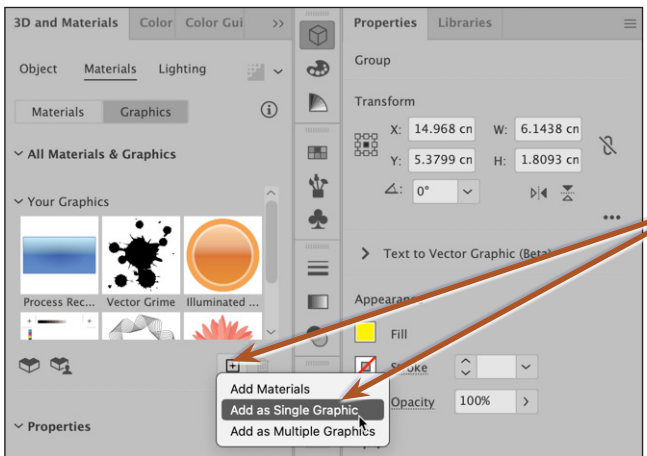 3D and Materials Color Color Gui >>
Object Materials Lighting
Materials Graphics
All Materials & Graphics
Your Graphics
Process Rec... Vector Grime Illuminated ...
Add Materials
Add as Single Graphic
Add as Multiple Graphics
Properties
Properties Libraries
Group
Transform
X: 14.968 cn W: 6.1438 cn
Y: 5.3799 cn H: 1.8093 cn
0°
Text to Vector Graphic (Beta)
Appearance
Fill
Stroke
Opacity 100%